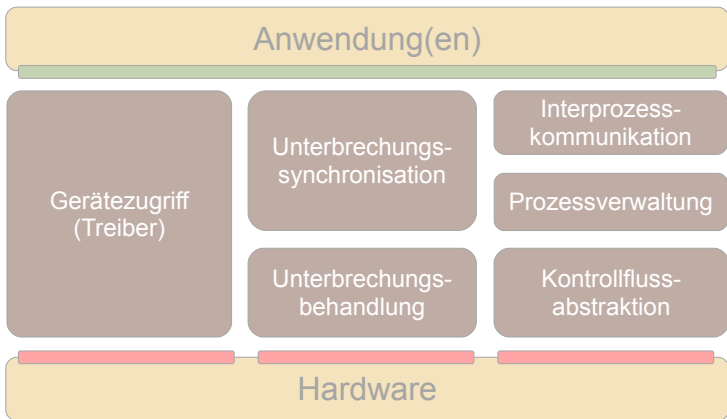 Anwendung(en)
Gerätezugriff
(Treiber)
Unterbrechungs-
synchronisation
Unterbrechungs-
behandlung
Interprozess-
kommunikation
Prozessverwaltung
Kontrollfluss-
abstraktion
Hardware